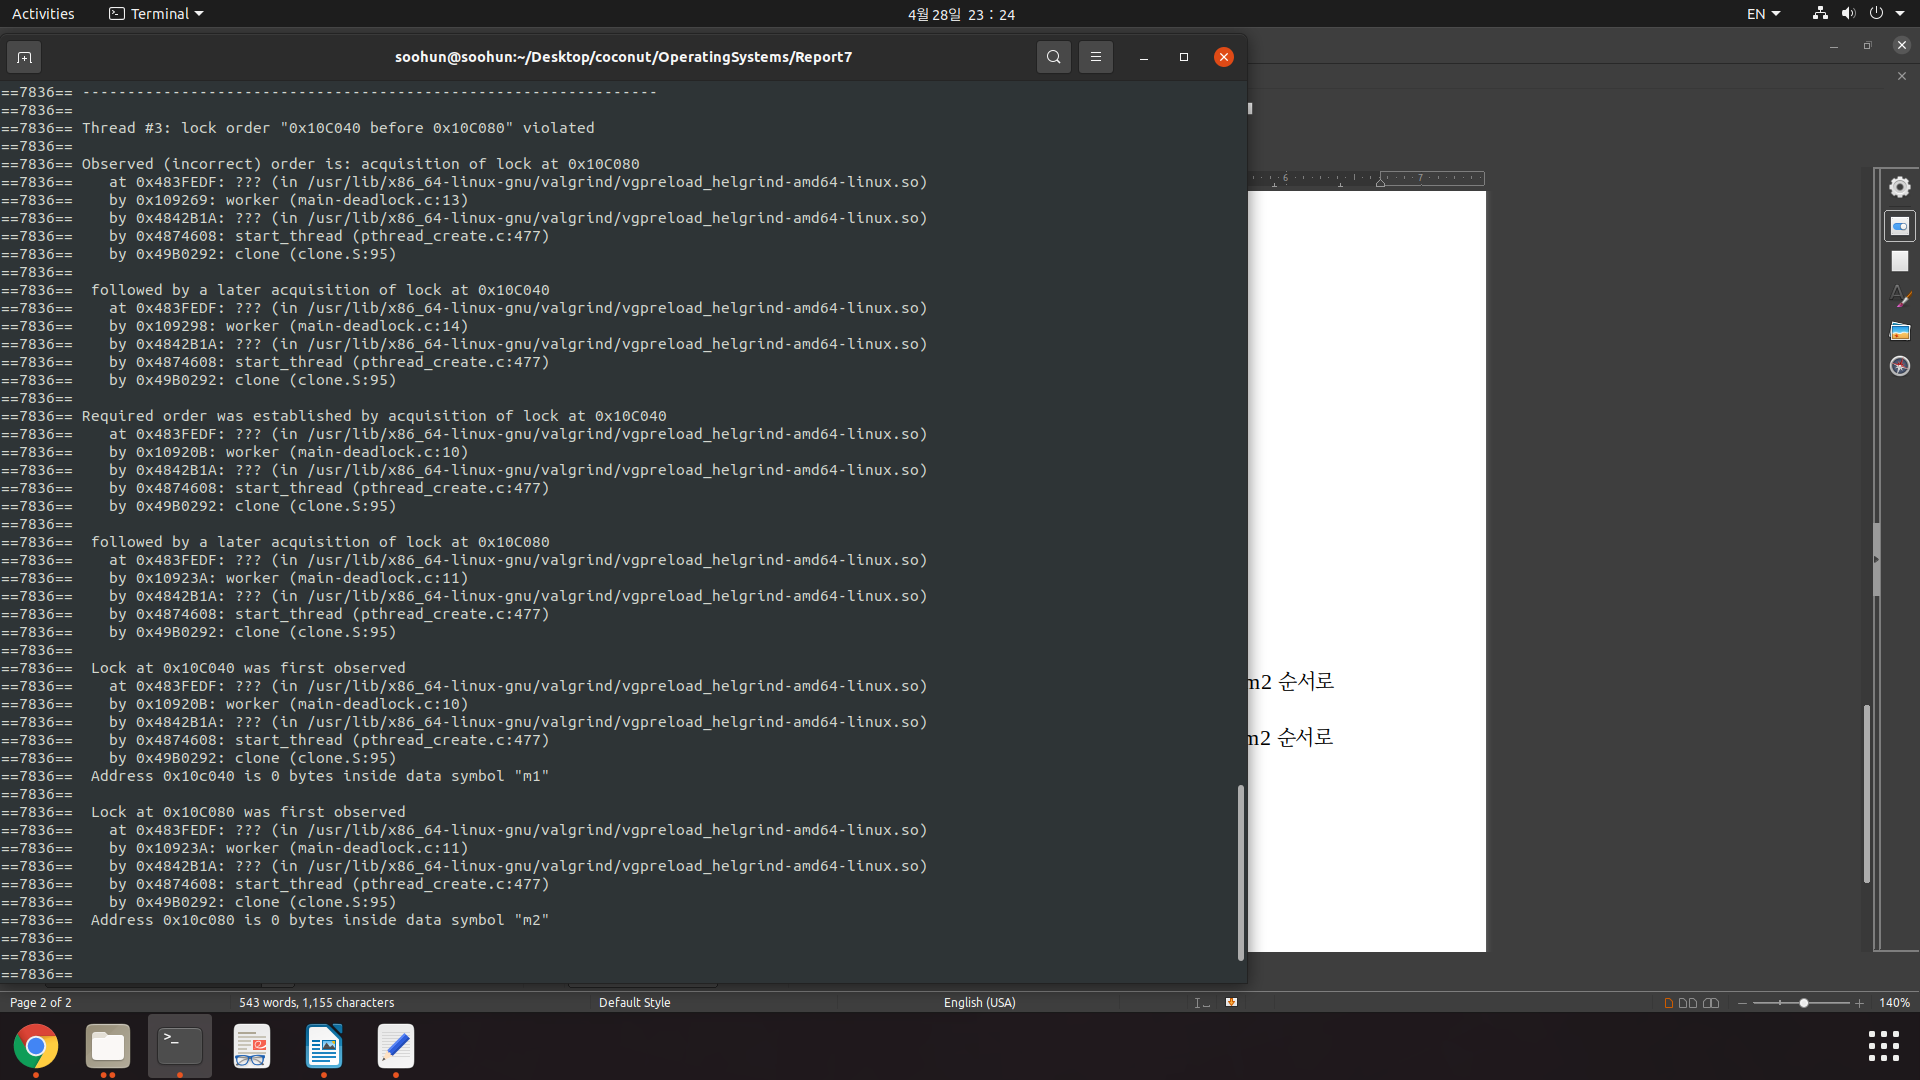 Activities
Terminal
4월 28일 23 : 24
EN
soohun@soohun:~/Desktop/coconut/OperatingSystems/Report7
==7836== ----------------------------------------------------------------
==7836==
==7836== Thread #3: lock order "0x10C040 before 0x10C080" violated
==7836==
==7836== Observed (incorrect) order is: acquisition of lock at 0x10C080
==7836==    at 0x483FEDF: ??? (in /usr/lib/x86_64-linux-gnu/valgrind/vgpreload_helgrind-amd64-linux.so)
==7836==    by 0x109269: worker (main-deadlock.c:13)
==7836==    by 0x4842B1A: ??? (in /usr/lib/x86_64-linux-gnu/valgrind/vgpreload_helgrind-amd64-linux.so)
==7836==    by 0x4874608: start_thread (pthread_create.c:477)
==7836==    by 0x49B0292: clone (clone.S:95)
==7836==
==7836==  followed by a later acquisition of lock at 0x10C040
==7836==    at 0x483FEDF: ??? (in /usr/lib/x86_64-linux-gnu/valgrind/vgpreload_helgrind-amd64-linux.so)
==7836==    by 0x109298: worker (main-deadlock.c:14)
==7836==    by 0x4842B1A: ??? (in /usr/lib/x86_64-linux-gnu/valgrind/vgpreload_helgrind-amd64-linux.so)
==7836==    by 0x4874608: start_thread (pthread_create.c:477)
==7836==    by 0x49B0292: clone (clone.S:95)
==7836==
==7836== Required order was established by acquisition of lock at 0x10C040
==7836==    at 0x483FEDF: ??? (in /usr/lib/x86_64-linux-gnu/valgrind/vgpreload_helgrind-amd64-linux.so)
==7836==    by 0x10920B: worker (main-deadlock.c:10)
==7836==    by 0x4842B1A: ??? (in /usr/lib/x86_64-linux-gnu/valgrind/vgpreload_helgrind-amd64-linux.so)
==7836==    by 0x4874608: start_thread (pthread_create.c:477)
==7836==    by 0x49B0292: clone (clone.S:95)
==7836==
==7836==  followed by a later acquisition of lock at 0x10C080
==7836==    at 0x483FEDF: ??? (in /usr/lib/x86_64-linux-gnu/valgrind/vgpreload_helgrind-amd64-linux.so)
==7836==    by 0x10923A: worker (main-deadlock.c:11)
==7836==    by 0x4842B1A: ??? (in /usr/lib/x86_64-linux-gnu/valgrind/vgpreload_helgrind-amd64-linux.so)
==7836==    by 0x4874608: start_thread (pthread_create.c:477)
==7836==    by 0x49B0292: clone (clone.S:95)
==7836==
==7836==  Lock at 0x10C040 was first observed
==7836==    at 0x483FEDF: ??? (in /usr/lib/x86_64-linux-gnu/valgrind/vgpreload_helgrind-amd64-linux.so)
==7836==    by 0x10920B: worker (main-deadlock.c:10)
==7836==    by 0x4842B1A: ??? (in /usr/lib/x86_64-linux-gnu/valgrind/vgpreload_helgrind-amd64-linux.so)
==7836==    by 0x4874608: start_thread (pthread_create.c:477)
==7836==    by 0x49B0292: clone (clone.S:95)
==7836==  Address 0x10c040 is 0 bytes inside data symbol "m1"
==7836==
==7836==  Lock at 0x10C080 was first observed
==7836==    at 0x483FEDF: ??? (in /usr/lib/x86_64-linux-gnu/valgrind/vgpreload_helgrind-amd64-linux.so)
==7836==    by 0x10923A: worker (main-deadlock.c:11)
==7836==    by 0x4842B1A: ??? (in /usr/lib/x86_64-linux-gnu/valgrind/vgpreload_helgrind-amd64-linux.so)
==7836==    by 0x4874608: start_thread (pthread_create.c:477)
==7836==    by 0x49B0292: clone (clone.S:95)
==7836==  Address 0x10c080 is 0 bytes inside data symbol "m2"
==7836==
==7836==
==7836==
6
7
m2 순서로
m2 순서로
Page 2 of 2
543 words, 1,155 characters
Default Style
English (USA)
140%